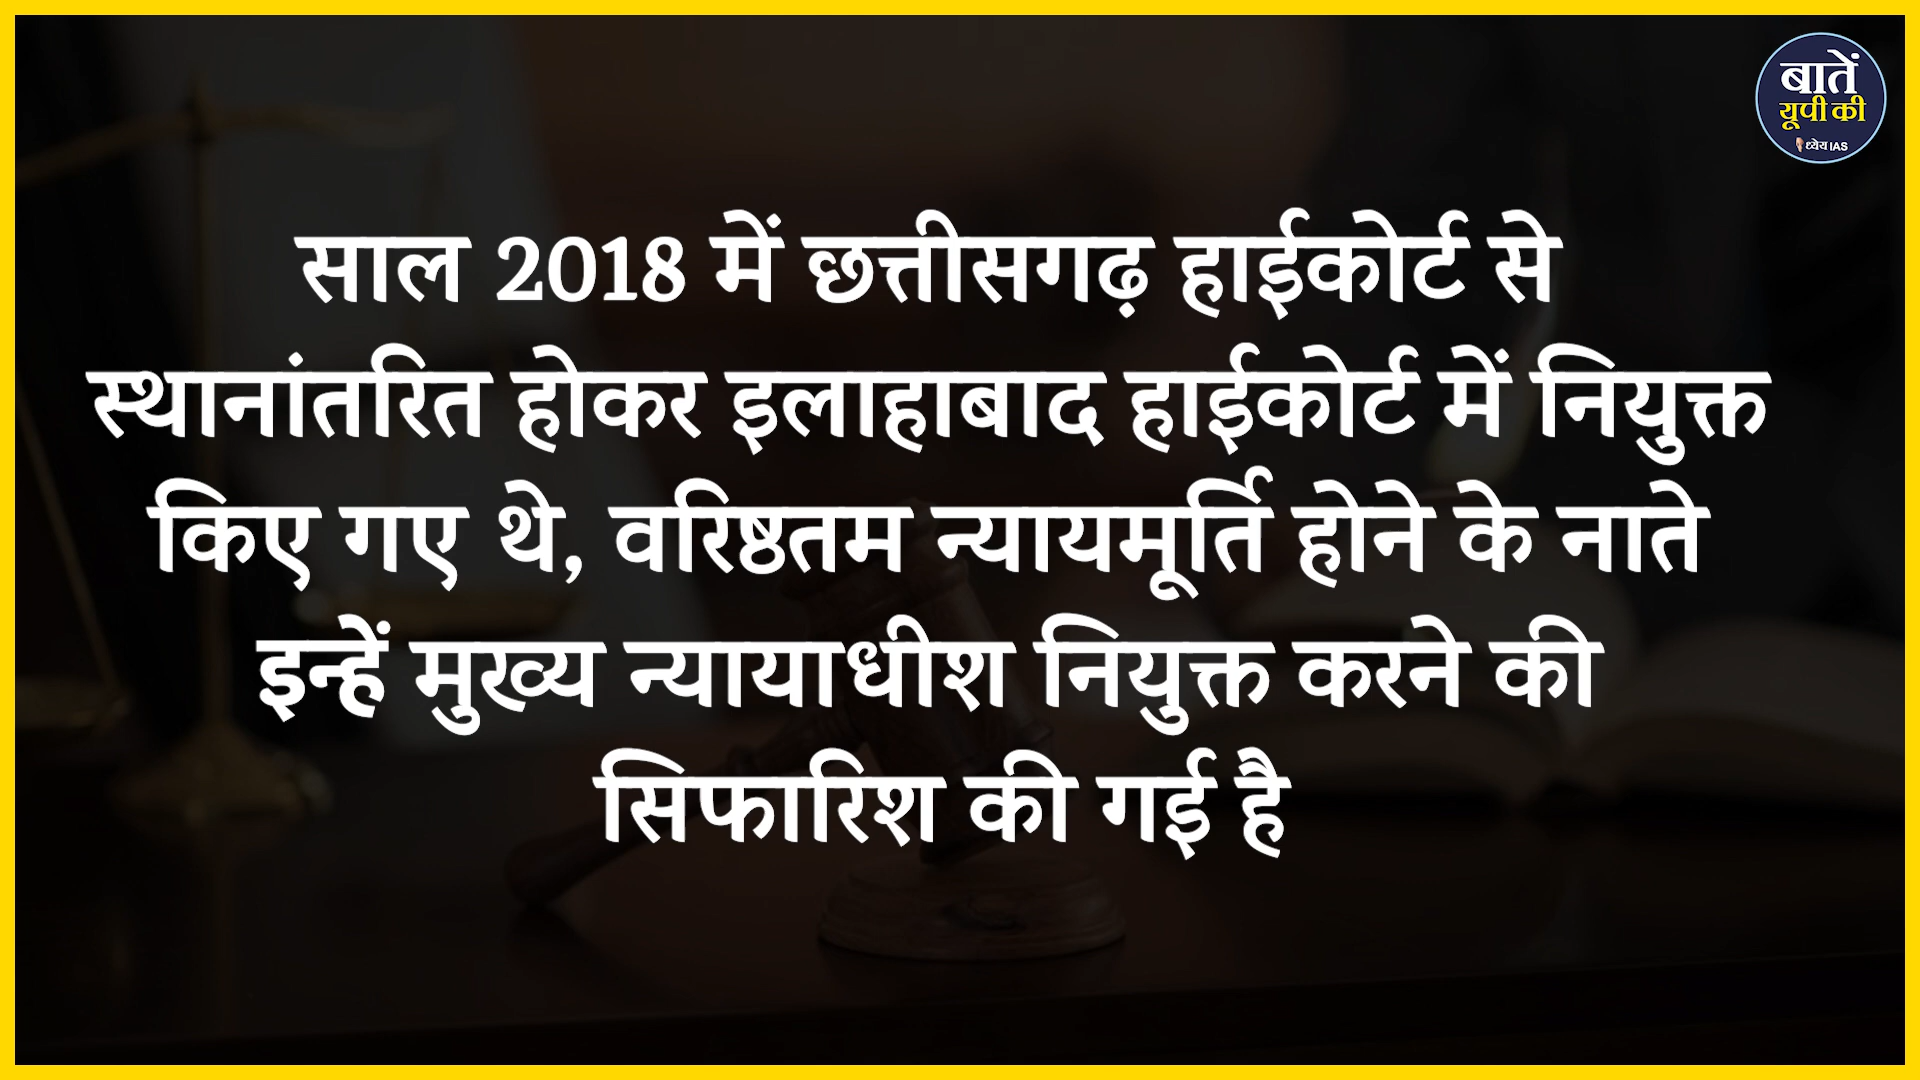 बातें
यूपी की
ध्येय IAS
साल 2018 में छत्तीसगढ़ हाईकोर्ट से
स्थानांतरित होकर इलाहाबाद हाईकोर्ट में नियुक्त
किए गए थे, वरिष्ठतम न्यायमूर्ति होने के नाते
इन्हें मुख्य न्यायाधीश नियुक्त करने की
सिफारिश की गई है